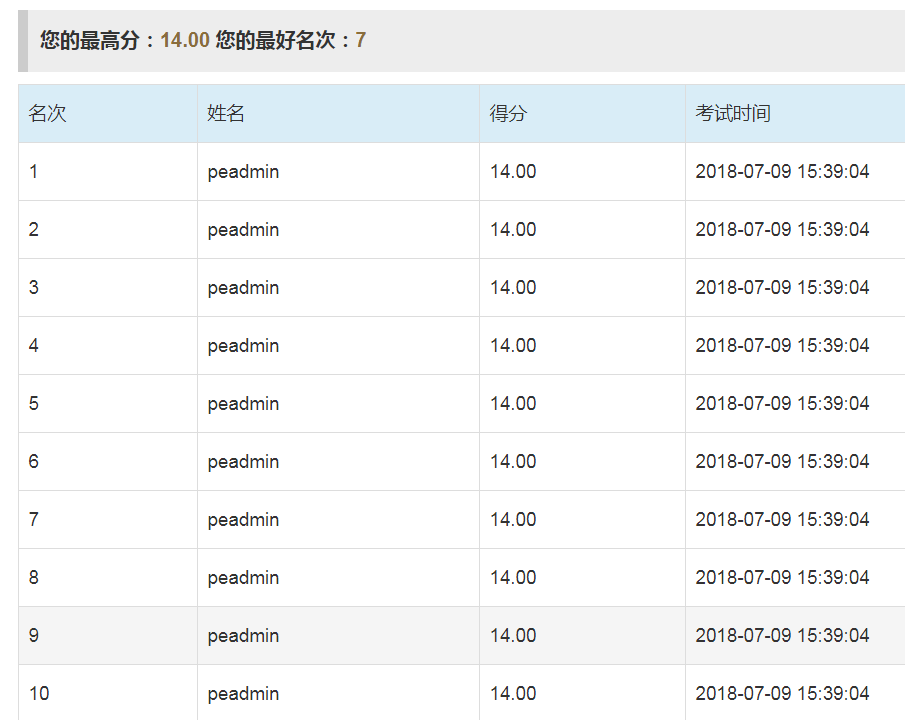 您的最高分：14.00 您的最好名次：7
名次 姓名 得分 考试时间
1 peadmin 14.00 2018-07-09 15:39:04
2 peadmin 14.00 2018-07-09 15:39:04
3 peadmin 14.00 2018-07-09 15:39:04
4 peadmin 14.00 2018-07-09 15:39:04
5 peadmin 14.00 2018-07-09 15:39:04
6 peadmin 14.00 2018-07-09 15:39:04
7 peadmin 14.00 2018-07-09 15:39:04
8 peadmin 14.00 2018-07-09 15:39:04
9 peadmin 14.00 2018-07-09 15:39:04
10 peadmin 14.00 2018-07-09 15:39:04